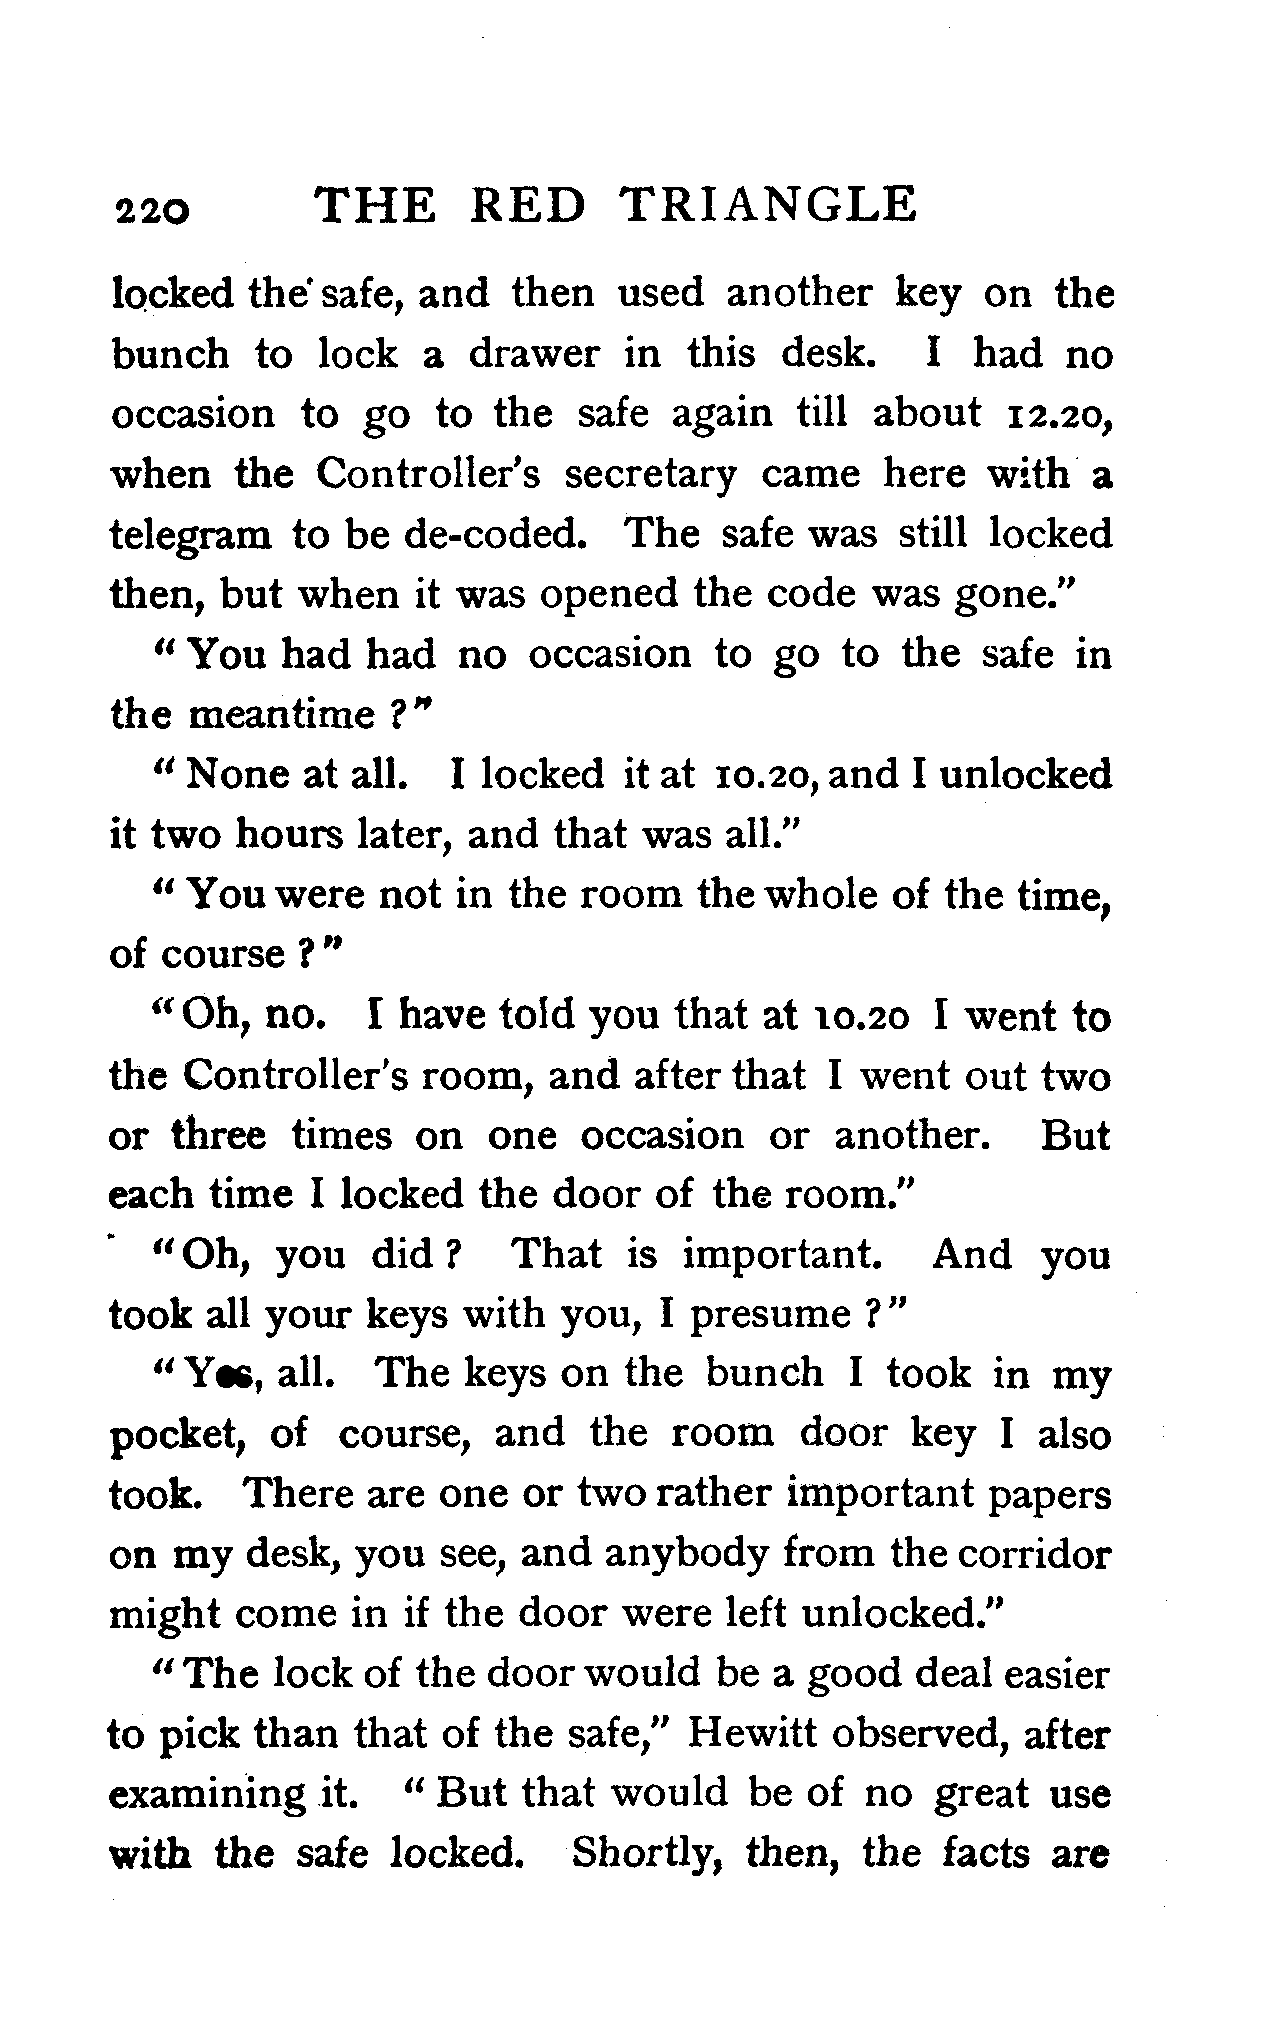 220 THE RED TRIANGLE
locked the safe, and then used another key on the
bunch to lock a drawer in this desk. I had no
occasion to go to the safe again till about 12.20,
when the Controller's secretary came here with a
telegram to be de-coded. The safe was still locked
then, but when it was opened the code was gone."
"You had had no occasion to go to the safe in
the meantime?"
"None at all. I locked it at 10.20, and I unlocked
it two hours later, and that was all."
"You were not in the room the whole of the time,
of course?"
"Oh, no. I have told you that at 10.20 I went to
the Controller's room, and after that I went out two
or three times on one occasion or another. But
each time I locked the door of the room."
"Oh, you did? That is important. And you
took all your keys with you, I presume?"
"Yes, all. The keys on the bunch I took in my
pocket, of course, and the room door key I also
took. There are one or two rather important papers
on my desk, you see, and anybody from the corridor
might come in if the door were left unlocked."
"The lock of the door would be a good deal easier
to pick than that of the safe," Hewitt observed, after
examining it. "But that would be of no great use
with the safe locked. Shortly, then, the facts are